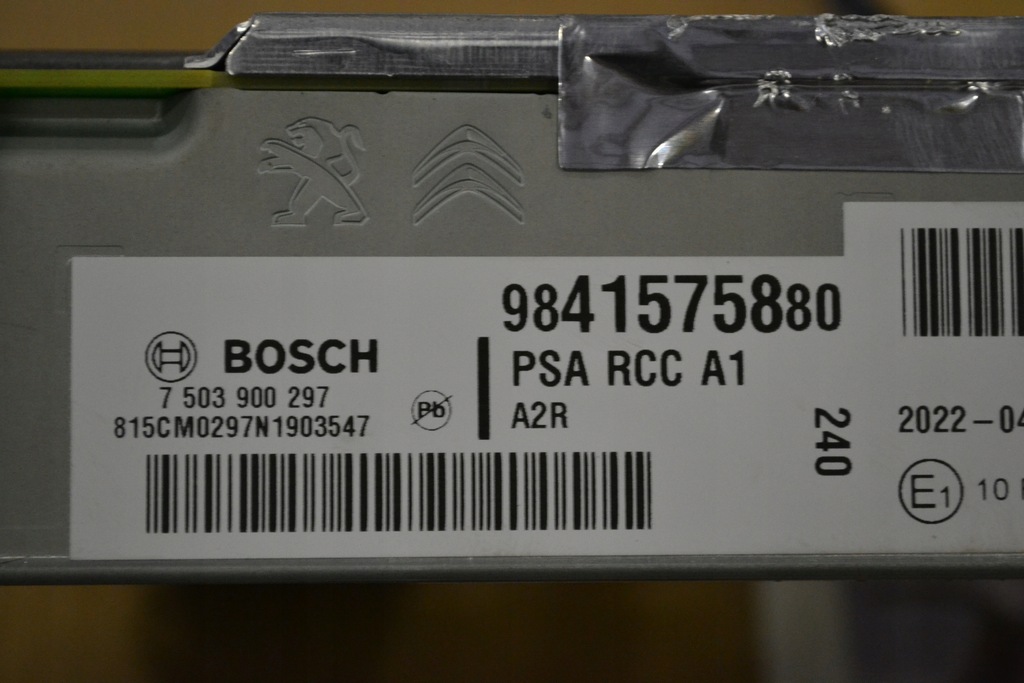 9841575880
BOSCH
PSA RCC A1
7 503 900 297
Pb
A2R
815CM0297N1903547
240
2022-04
E1
10